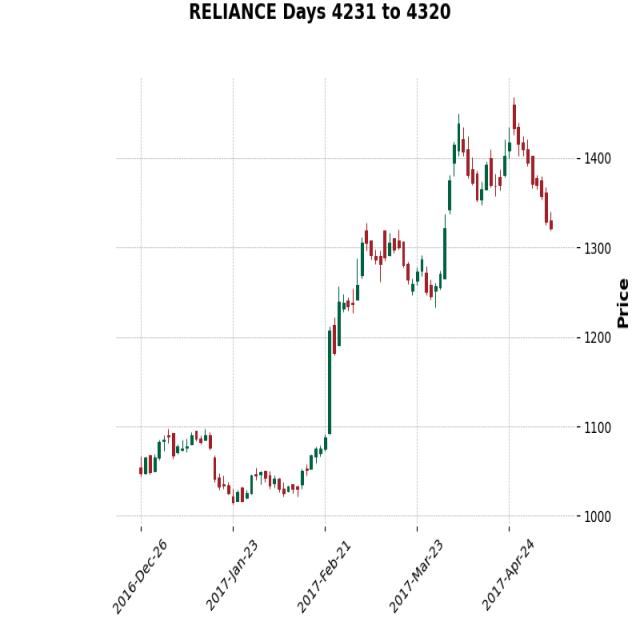 RELIANCE Days 4231 to 4320
1400
1300
1200
1100
1000
Price
2016-Dec-26
2017-Jan-23
2017-Feb-21
2017-Mar-23
2017-Apr-24